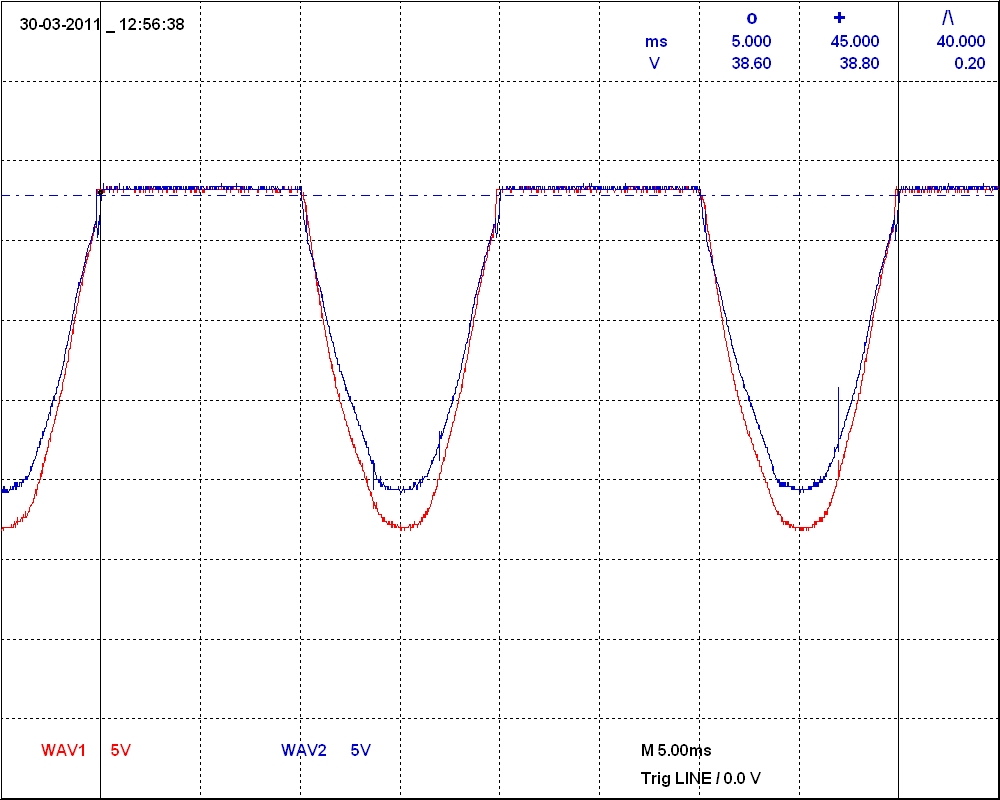 30-03-2011 _ 12:56:38
o + /\
ms 5.000 45.000 40.000
V 38.60 38.80 0.20
WAV1 5V WAV2 5V M 5.00ms
Trig LINE / 0.0 V